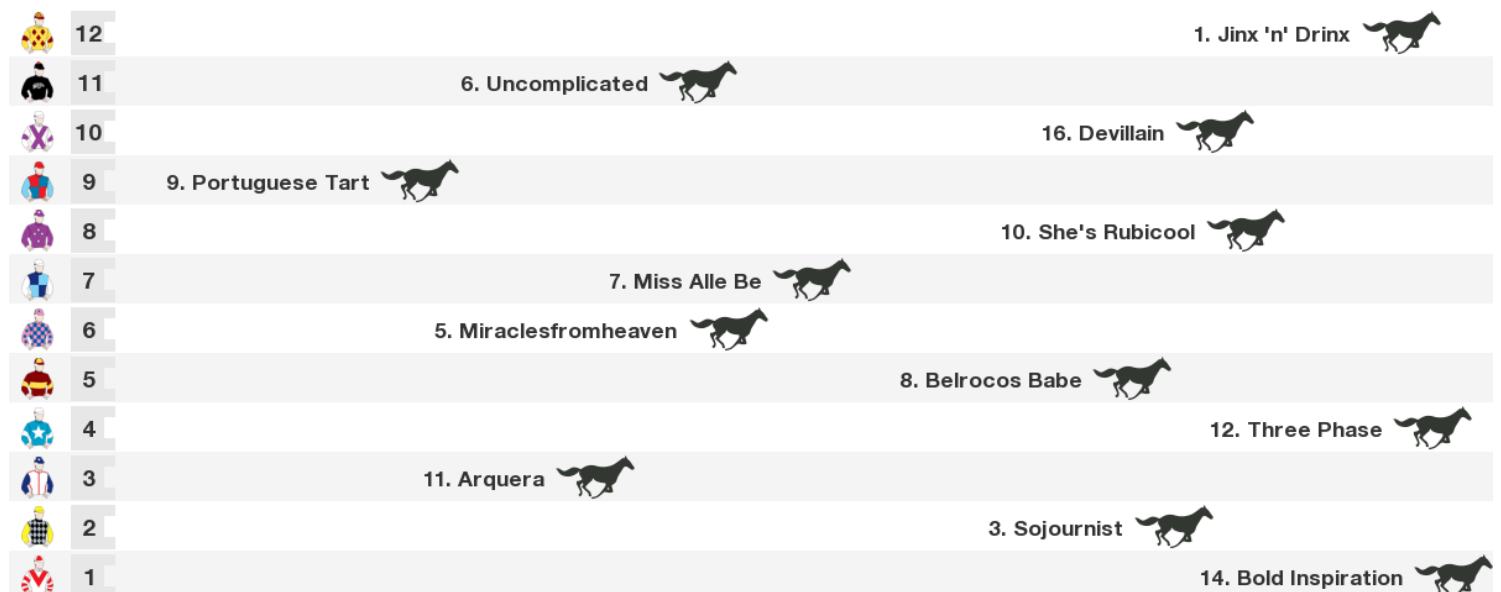 12 1. Jinx 'n' Drinx
11 6. Uncomplicated
10 16. Devillain
9 9. Portuguese Tart
8 10. She's Rubicool
7 7. Miss Alle Be
6 5. Miraclesfromheaven
5 8. Belrocos Babe
4 12. Three Phase
3 11. Arquera
2 3. Sojournist
1 14. Bold Inspiration